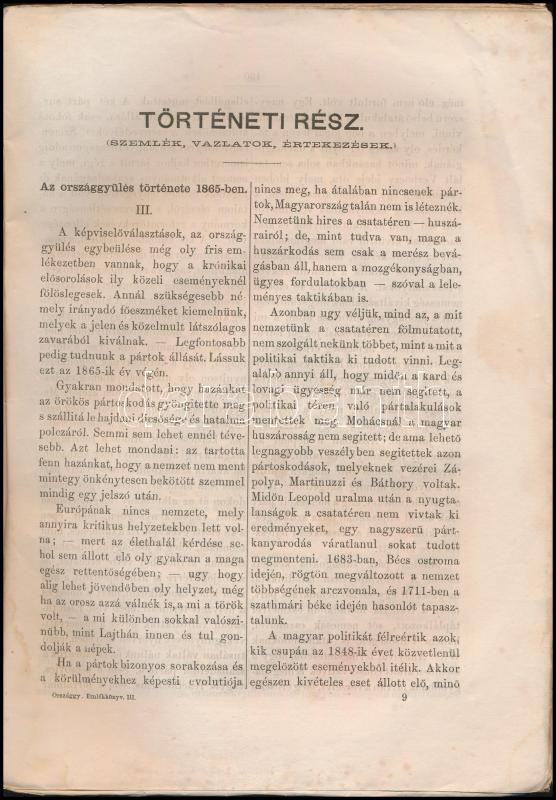 TÖRTÉNETI RÉSZ.
(SZEMLÉK, VAZLATOK, ÉRTEKEZÉSEK.)
Az országgyülés története 1865-ben.
III.
A képviselőválasztások, az ország-
gyülés egybeülése még oly fris em-
lékezetben vannak, hogy a krónikai
elősorolások ily közeli eseményeknél
fölöslegesek. Annál szükségesebb né-
mely irányadó főeszméket kiemelnünk,
melyek a jelen és közelmult látszólagos
zavarából kiválnak. — Legfontosabb
pedig tudnunk a pártok állását. Lássuk
ezt az 1865-ik év végén.
Gyakran mondatott, hogy hazánkat
az örökös pártoskodás gyöngitette meg
s szállitá le hajdani dicsősége és hatalma
polczáról. Semmi sem lehet ennél téve-
sebb. Azt lehet mondani: az tartotta
fenn hazánkat, hogy a nemzet nem ment
mintegy önkénytesen bekötött szemmel
mindig egy jelszó után.
Európának nincs nemzete, mely
annyira kritikus helyzetekben lett vol-
na; — mert az élethalál kérdése se-
hol sem állott elő oly gyakran a maga
egész rettentőségében; — ugy hogy
alig lehet jövendőben oly helyzet, még
ha az orosz azzá válnék is, a mi a török
volt, — a mi különben sokkal valószi-
nübb, mint Lajthán innen és tul gon-
dolják a népek.
Ha a pártok bizonyos sorakozása és
a körülményekhez képesti evolutiója
nincs meg, ha átalában nincsenek pár-
tok, Magyarország talán nem is léteznék.
Nemzetünk hires a csatatéren — huszá-
rairól; de, mint tudva van, maga a
huszárkodás sem csak a merész bevá-
gásban áll, hanem a mozgékonyságban,
ügyes fordulatokban — szóval a lele-
ményes taktikában is.
Azonban ugy véljük, mind az, a mit
nemzetünk a csatatéren fölmutatott,
nem szolgált nekünk többet, mint a mit a
politikai taktika ki tudott vinni. Leg-
alább annyi áll, hogy midőn a kard és
lovagi ügyesség már nem segitett, a
politikai téren való pártalakulások
mentettek meg. Mohácsnál a magyar
huszárosság nem segitett; de ama lehető
legnagyobb veszélyben segitettek azon
pártoskodások, melyeknek vezérei Zá-
polya, Martinuzzi és Báthory voltak.
Midőn Leopold uralma után a nyugta-
lanságok a csatatéren nem vivtak ki
eredményeket, egy nagyszerű párt-
kanyarodás váratlanul sokat tudott
megmenteni. 1683-ban, Bécs ostroma
idején, rögtön megváltozott a nemzet
többségének arczvonala, és 1711-ben a
szathmári béke idején hasonlót tapasz-
talunk.
A magyar politikát félreértik azok,
kik csupán az 1848-ik évet közvetlenül
megelőzött eseményekből itélik. Akkor
egészen kivételes eset állott elő, minő
Országgy. Emlékkönyv. III.
9
darabanth